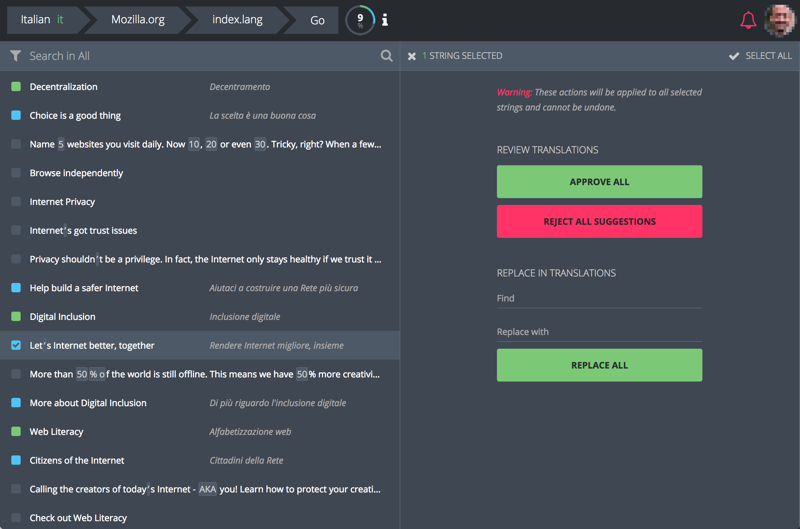 Italian it Mozilla.org index.lang Go 9 % i
Search in All
Decentralization Decentramento
Choice is a good thing La scelta è una buona cosa
Name 5 websites you visit daily. Now 10, 20 or even 30. Tricky, right? When a few...
Browse independently
Internet Privacy
Internet's got trust issues
Privacy shouldn't be a privilege. In fact, the Internet only stays healthy if we trust it ...
Help build a safer Internet Aiutaci a costruire una Rete più sicura
Digital Inclusion Inclusione digitale
Let's Internet better, together Rendere Internet migliore, insieme
More than 50 % of the world is still offline. This means we have 50% more creativi...
More about Digital Inclusion Di più riguardo l'inclusione digitale
Web Literacy Alfabetizzazione web
Citizens of the Internet Cittadini della Rete
Calling the creators of today's Internet - AKA you! Learn how to protect your creati...
Check out Web Literacy
1 STRING SELECTED SELECT ALL
Warning: These actions will be applied to all selected
strings and cannot be undone.
REVIEW TRANSLATIONS
APPROVE ALL
REJECT ALL SUGGESTIONS
REPLACE IN TRANSLATIONS
Find
Replace with
REPLACE ALL